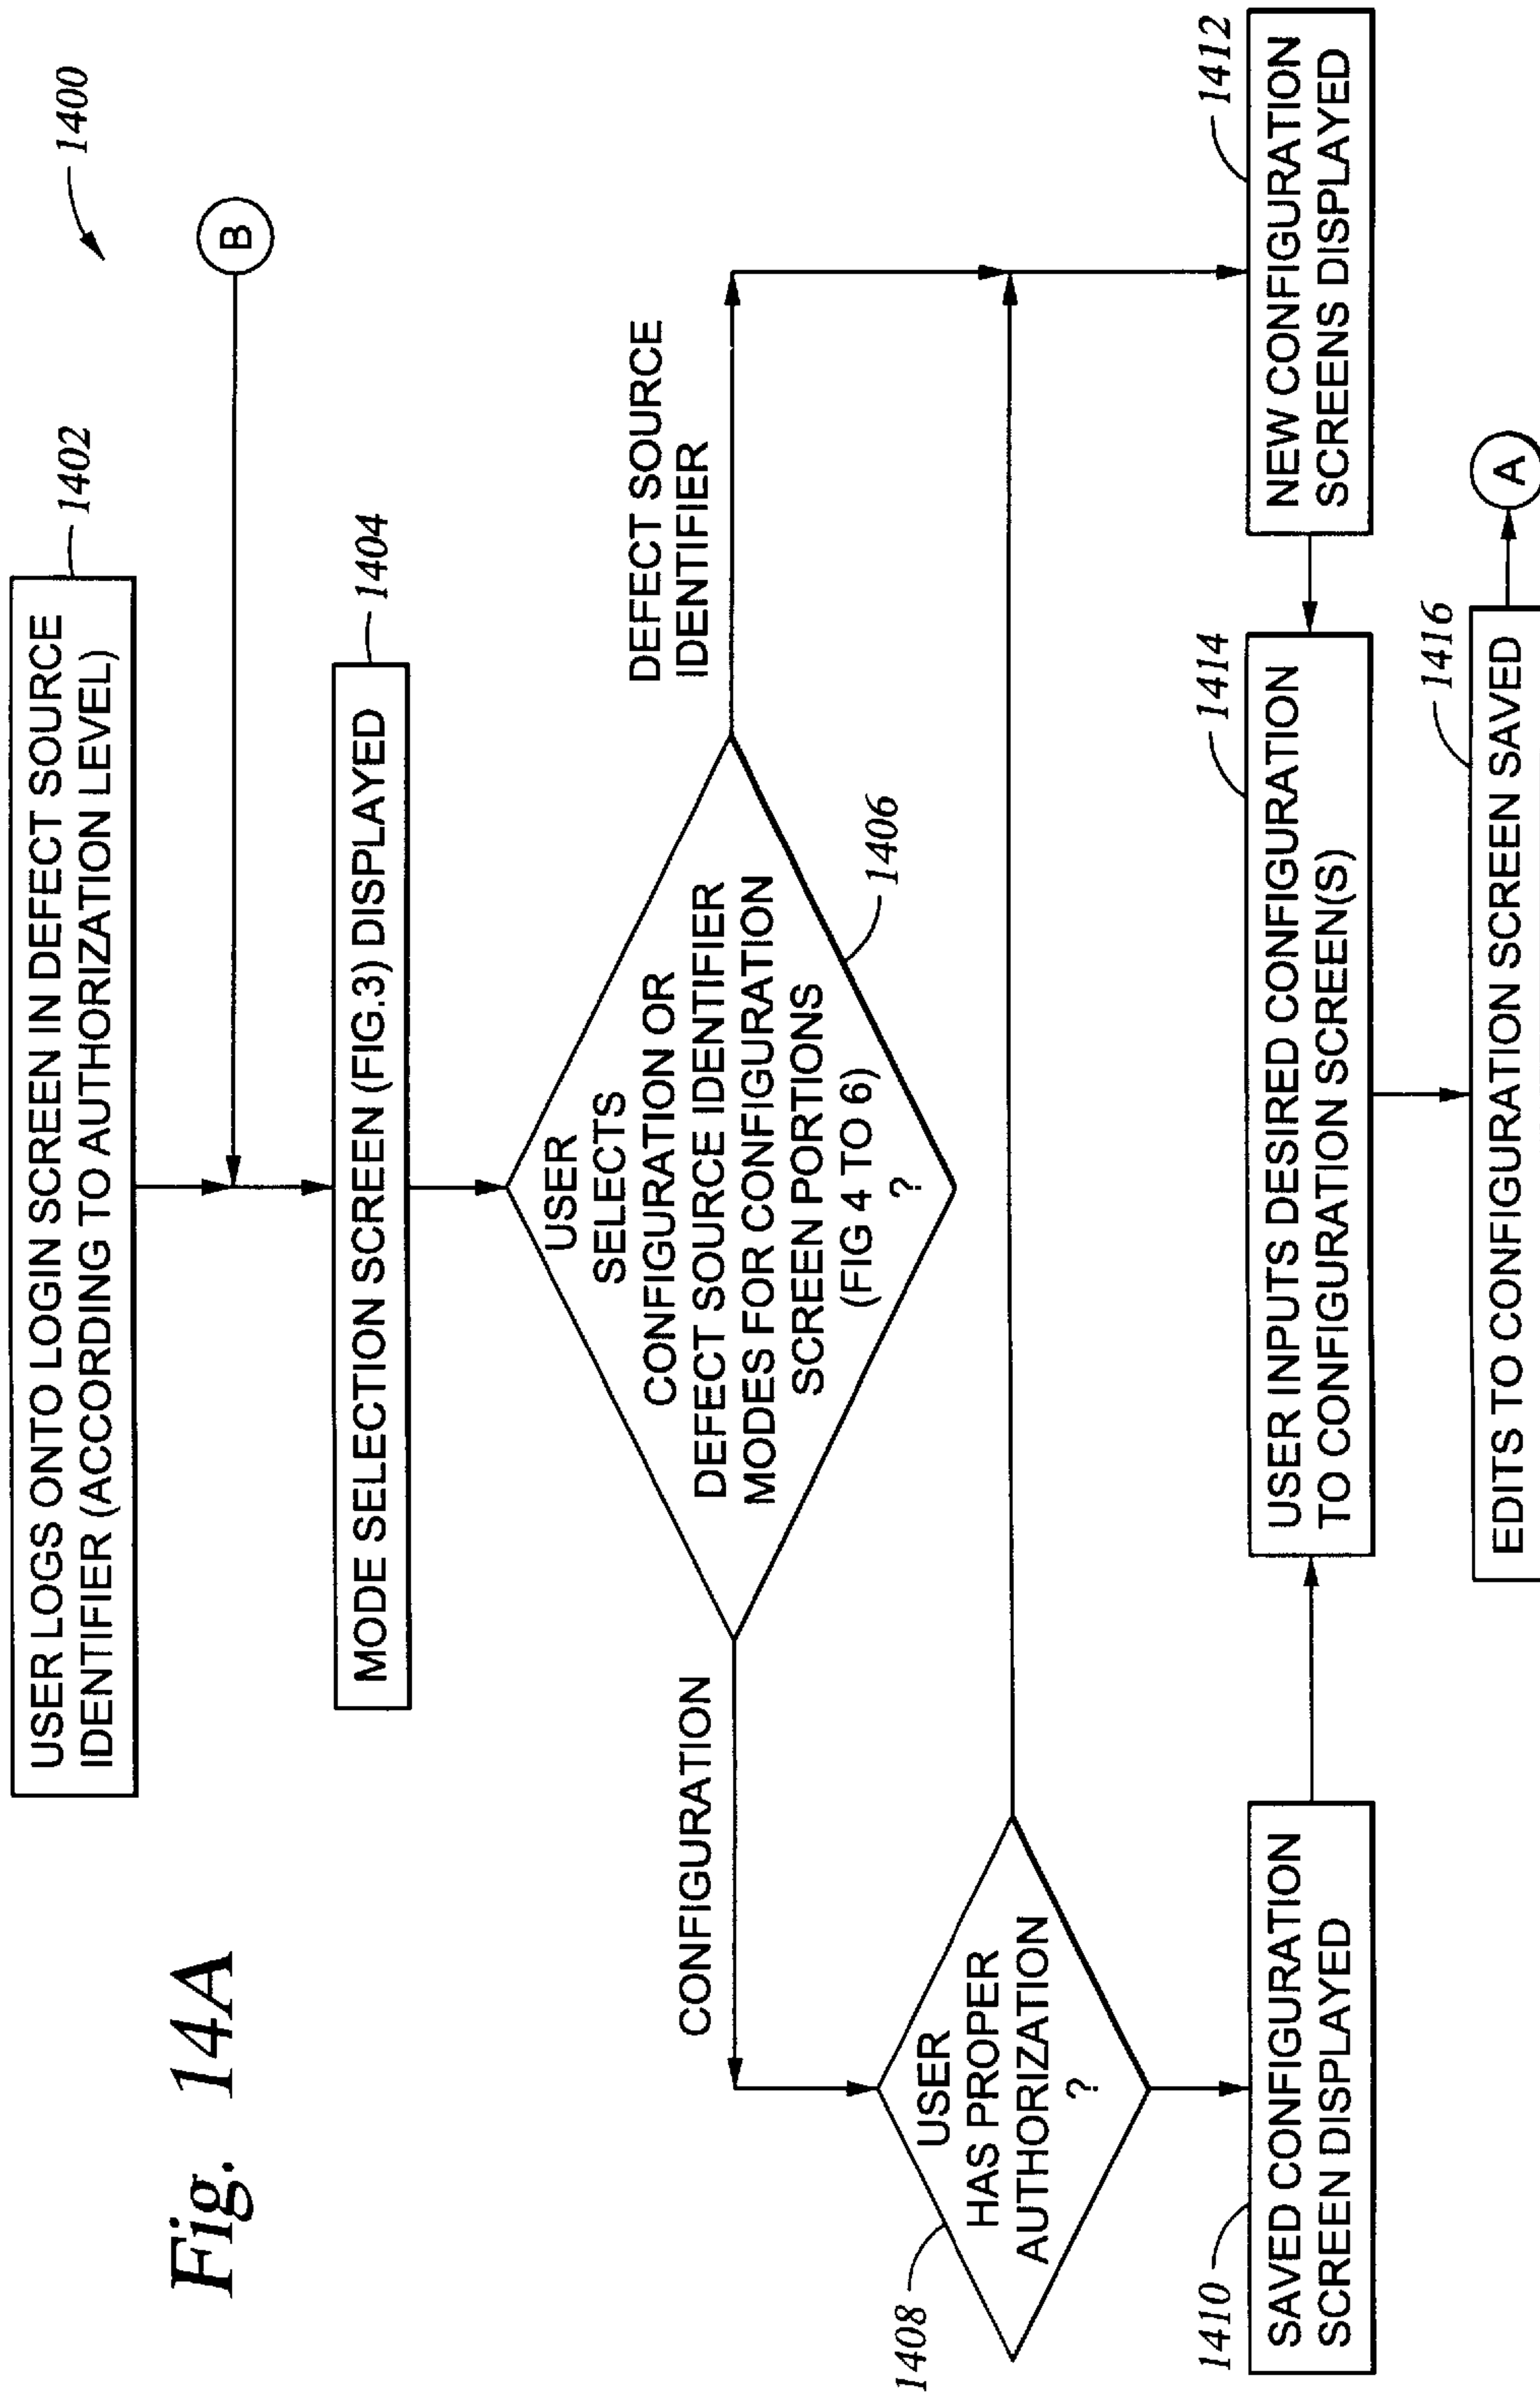 Fig. 14A
1400
USER LOGS ONTO LOGIN SCREEN IN DEFECT SOURCE
IDENTIFIER (ACCORDING TO AUTHORIZATION LEVEL)
1402
B
MODE SELECTION SCREEN (FIG.3) DISPLAYED
1404
USER
SELECTS
CONFIGURATION OR
DEFECT SOURCE IDENTIFIER
MODES FOR CONFIGURATION
SCREEN PORTIONS
(FIG 4 TO 6)
?
1406
CONFIGURATION
DEFECT SOURCE
IDENTIFIER
USER
HAS PROPER
AUTHORIZATION
?
1408
1410
SAVED CONFIGURATION
SCREEN DISPLAYED
1414
USER INPUTS DESIRED CONFIGURATION
TO CONFIGURATION SCREEN(S)
1412
NEW CONFIGURATION
SCREENS DISPLAYED
1416
EDITS TO CONFIGURATION SCREEN SAVED
A